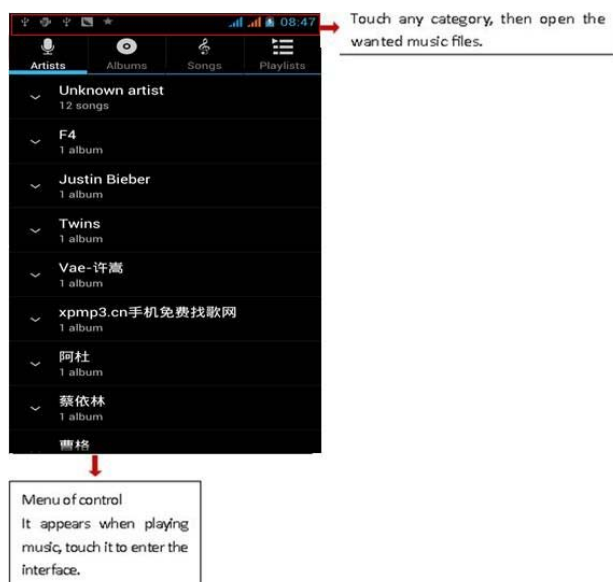 08:47
Touch any category, then open the
wanted music files.
Artists Albums Songs Playlists
Unknown artist
12 songs
F4
1 album
Justin Bieber
1 album
Twins
1 album
Vae-许嵩
1 album
xpmp3.cn手机免费找歌网
1 album
阿杜
1 album
蔡依林
1 album
曹格
Menu of control
It appears when playing
music, touch it to enter the
interface.